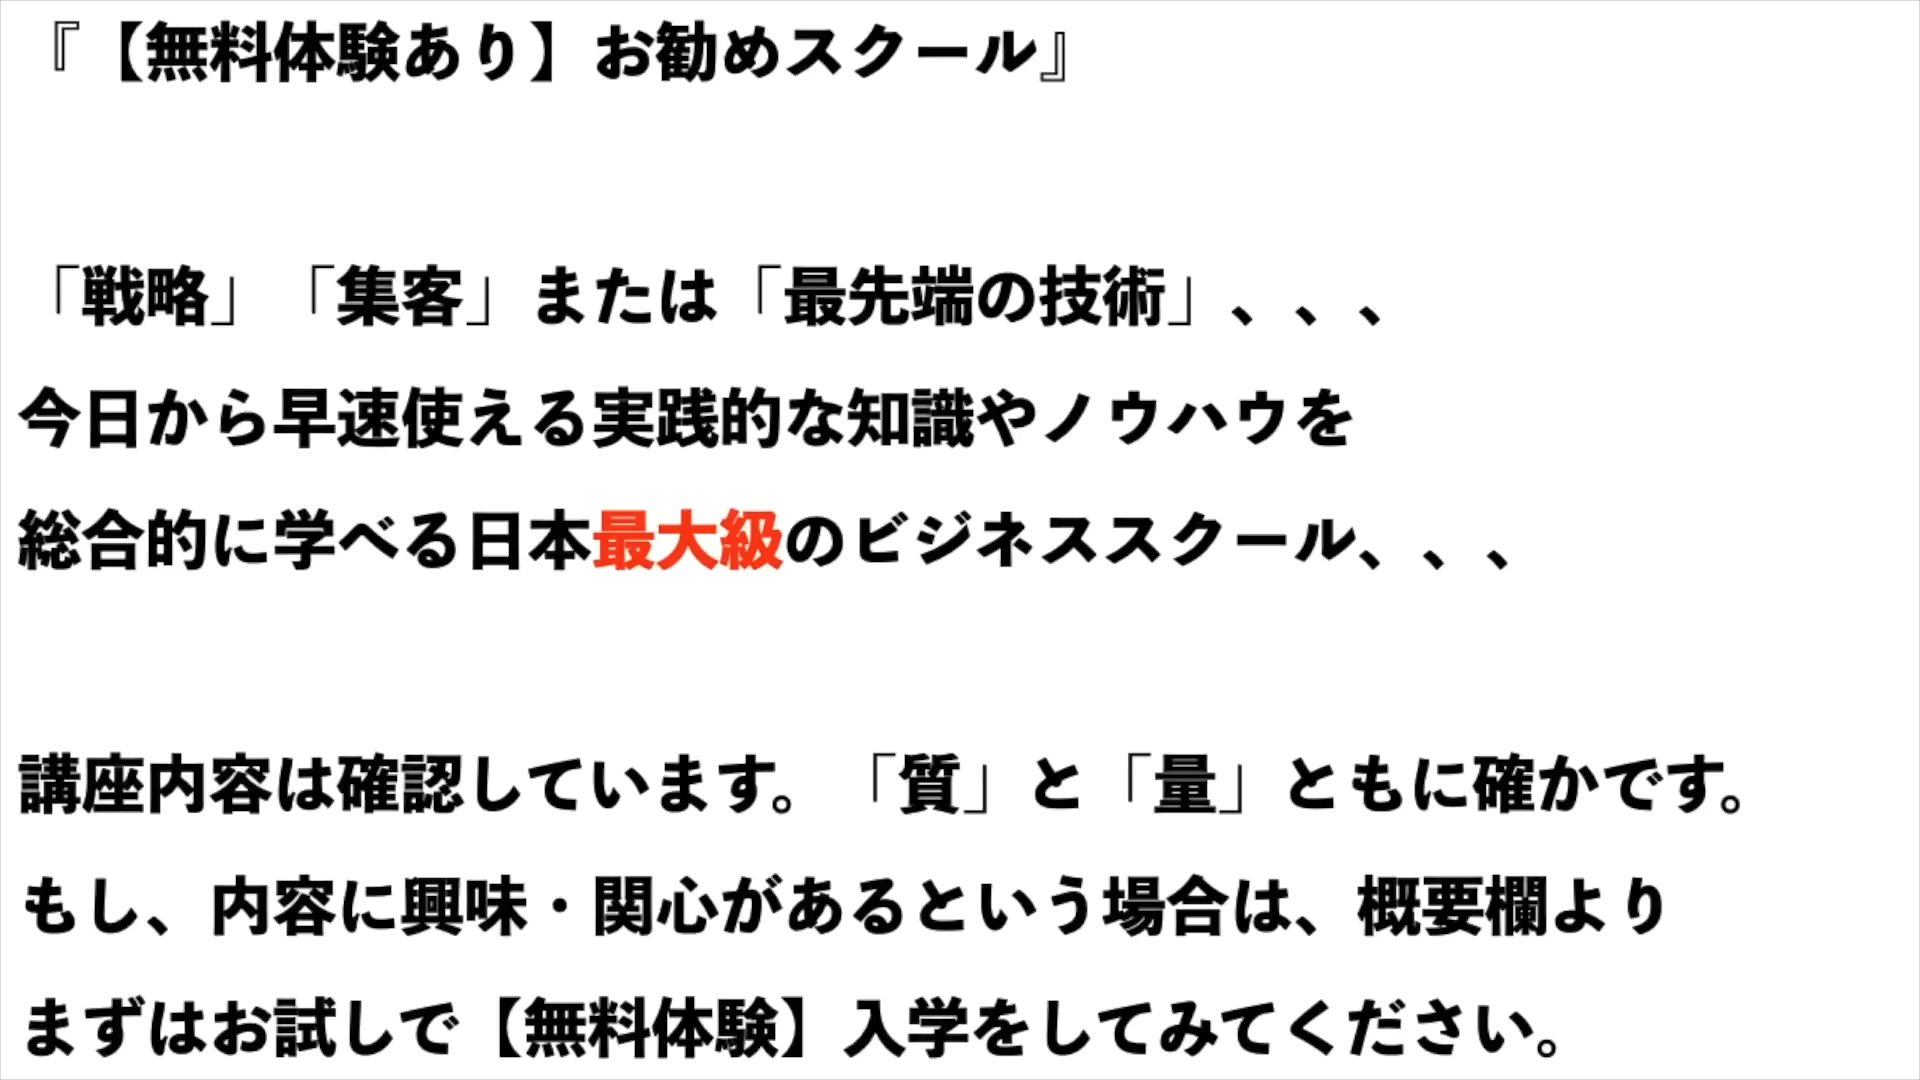 『【無料体験あり】お勧めスクール』
「戦略」「集客」または「最先端の技術」、、、
今日から早速使える実践的な知識やノウハウを
総合的に学べる日本最大級のビジネススクール、、、
講座内容は確認しています。「質」と「量」ともに確かです。
もし、内容に興味・関心があるという場合は、概要欄より
まずはお試しで【無料体験】入学をしてみてください。